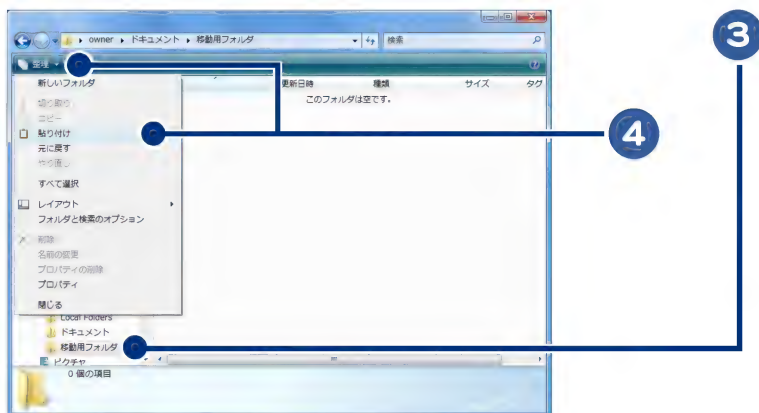 owner ▸ ドキュメント ▸ 移動用フォルダ
検索
整理
新しいフォルダ
更新日時 種類 サイズ タグ
このフォルダは空です。
切り取り
コピー
貼り付け
元に戻す
やり直し
すべて選択
レイアウト
フォルダと検索のオプション
削除
名前の変更
プロパティの削除
プロパティ
閉じる
Local Folders
ドキュメント
移動用フォルダ
ピクチャ
0 個の項目
3
4